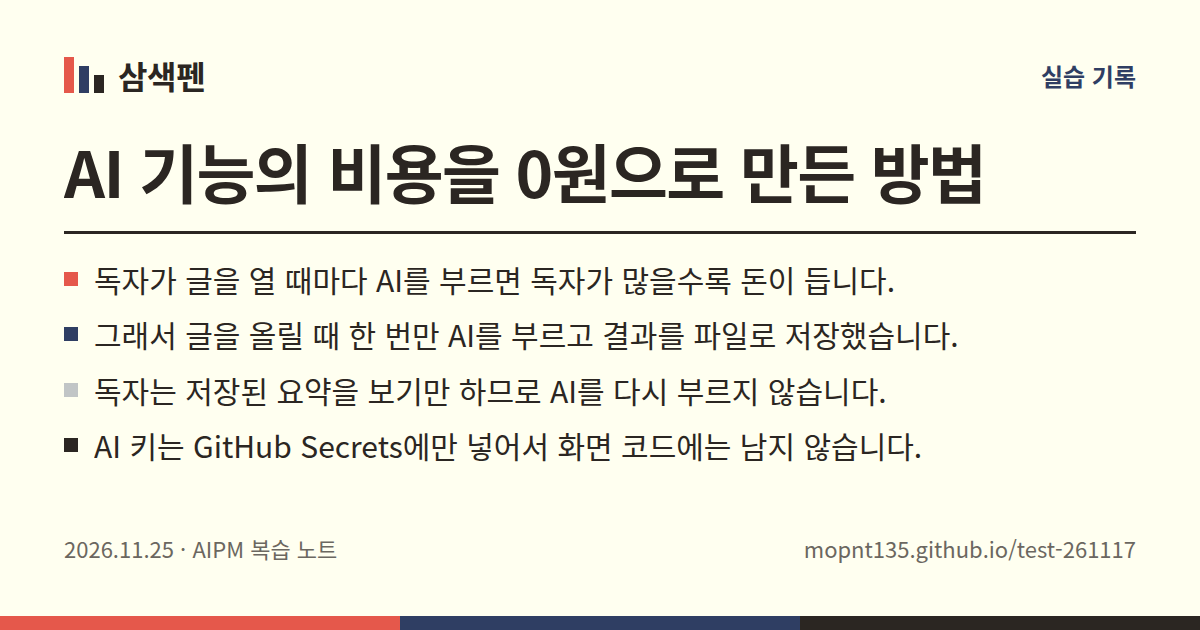 삼색펜
실습 기록
AI 기능의 비용을 0원으로 만든 방법
독자가 글을 열 때마다 AI를 부르면 독자가 많을수록 돈이 듭니다.
그래서 글을 올릴 때 한 번만 AI를 부르고 결과를 파일로 저장했습니다.
독자는 저장된 요약을 보기만 하므로 AI를 다시 부르지 않습니다.
AI 키는 GitHub Secrets에만 넣어서 화면 코드에는 남지 않습니다.
2026.11.25 · AIPM 복습 노트
mopnt135.github.io/test-261117